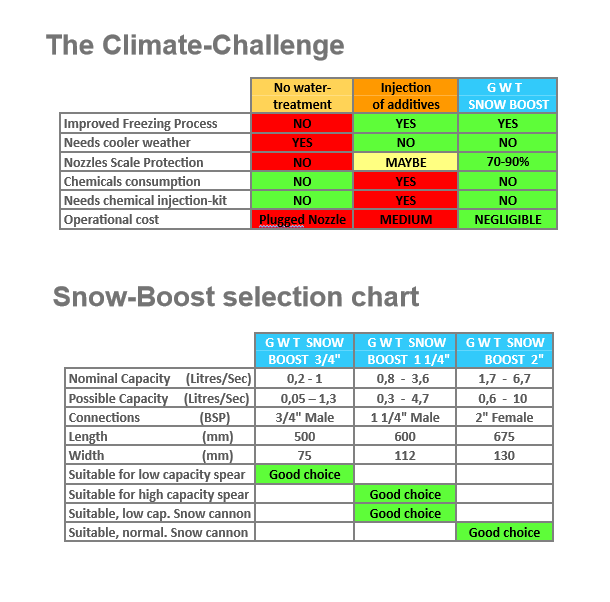 The Climate-Challenge
No water- Injection G W T
treatment of additives SNOW BOOST
Improved Freezing Process NO YES YES
Needs cooler weather YES NO NO
Nozzles Scale Protection NO MAYBE 70-90%
Chemicals consumption NO YES NO
Needs chemical injection-kit NO YES NO
Operational cost Plugged Nozzle MEDIUM NEGLIGIBLE
Snow-Boost selection chart
G W T SNOW G W T SNOW G W T SNOW
BOOST 3/4" BOOST 1 1/4" BOOST 2"
Nominal Capacity (Litres/Sec) 0,2 - 1 0,8 - 3,6 1,7 - 6,7
Possible Capacity (Litres/Sec) 0,05 – 1,3 0,3 - 4,7 0,6 - 10
Connections (BSP) 3/4" Male 1 1/4" Male 2" Female
Length (mm) 500 600 675
Width (mm) 75 112 130
Suitable for low capacity spear Good choice
Suitable for high capacity spear Good choice
Suitable, low cap. Snow cannon Good choice
Suitable, normal. Snow cannon Good choice